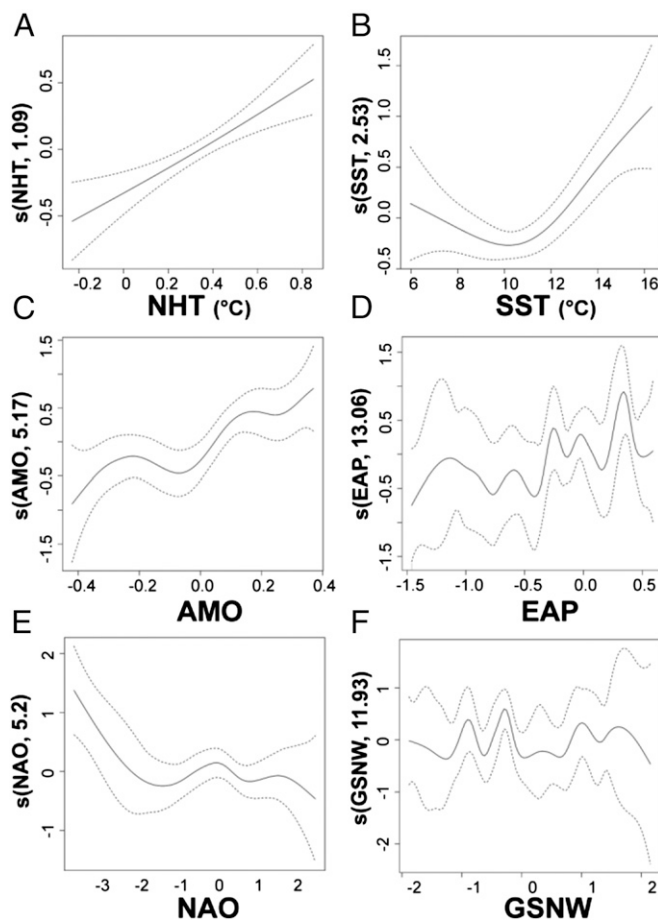 A
s(NHT, 1.09)
0.5
0.0
-0.5
-0.2 0 0.2 0.4 0.6 0.8
NHT (°C)
B
s(SST, 2.53)
1.5
1.0
0.5
0.0
-0.5
6 8 10 12 14 16
SST (°C)
C
s(AMO, 5.17)
1.5
0.5
-0.5
-1.5
-0.4 -0.2 0.0 0.2 0.4
AMO
D
s(EAP, 13.06)
1.5
0.5
-0.5
-1.5
-1.5 -1.0 -0.5 0.0 0.5
EAP
E
s(NAO, 5.2)
2
1
0
-1
-3 -2 -1 0 1 2
NAO
F
s(GSNW, 11.93)
1
0
-1
-2
-2 -1 0 1 2
GSNW